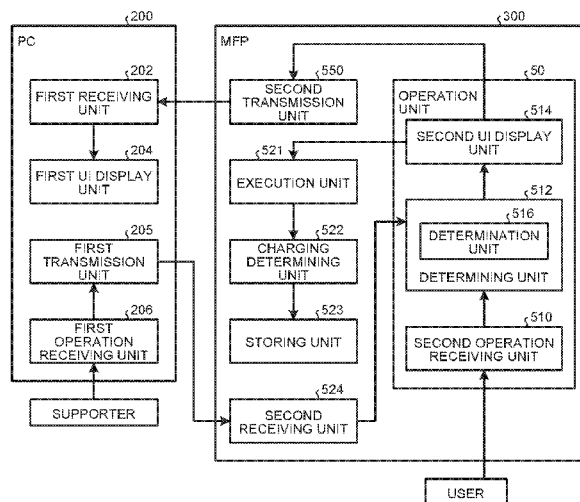 200
PC
202
FIRST RECEIVING
UNIT
204
FIRST UI DISPLAY
UNIT
205
FIRST
TRANSMISSION
UNIT
206
FIRST OPERATION
RECEIVING UNIT
SUPPORTER
300
MFP
550
SECOND
TRANSMISSION
UNIT
521
EXECUTION UNIT
522
CHARGING
DETERMINING
UNIT
523
STORING UNIT
524
SECOND
RECEIVING UNIT
50
OPERATION
UNIT
514
SECOND UI DISPLAY
UNIT
512
516
DETERMINATION
UNIT
DETERMINING UNIT
510
SECOND OPERATION
RECEIVING UNIT
USER